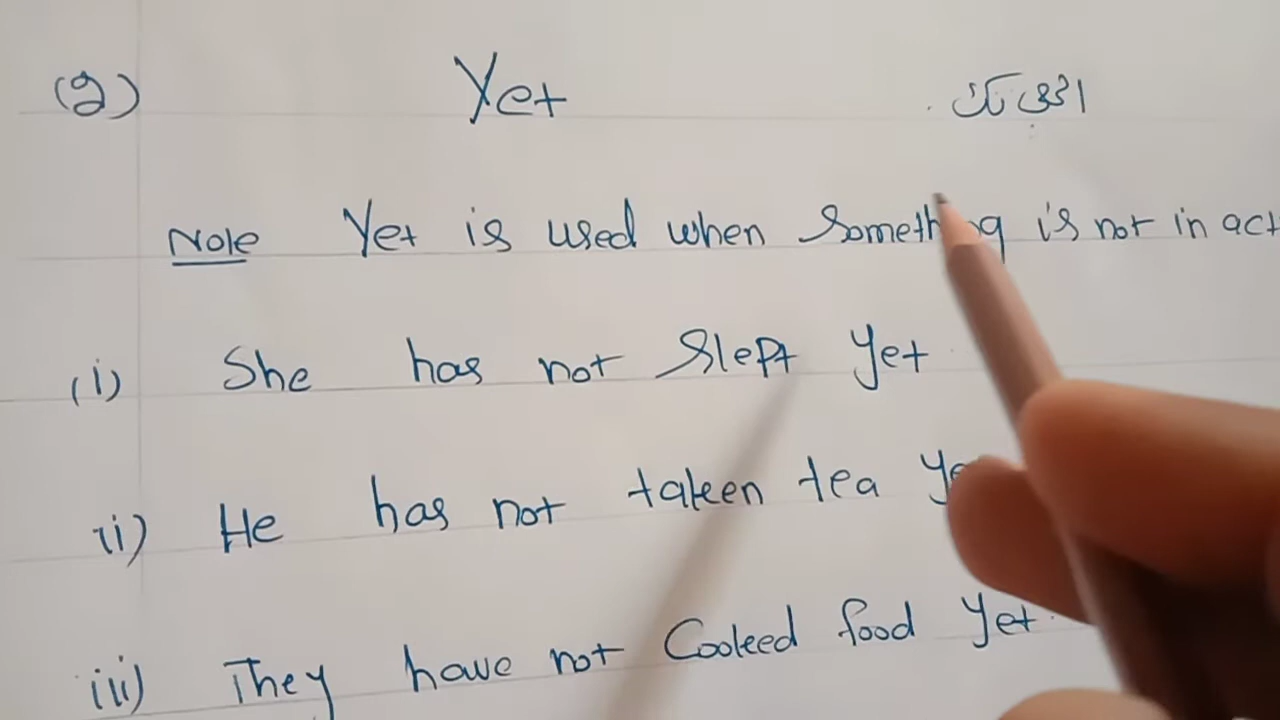 (2) Yet ابھی تک
Note Yet is used when Something is not in act
(i) She has not Slept Yet
ii) He has not taken tea Ye
iii) They have not Cooked food Yet.